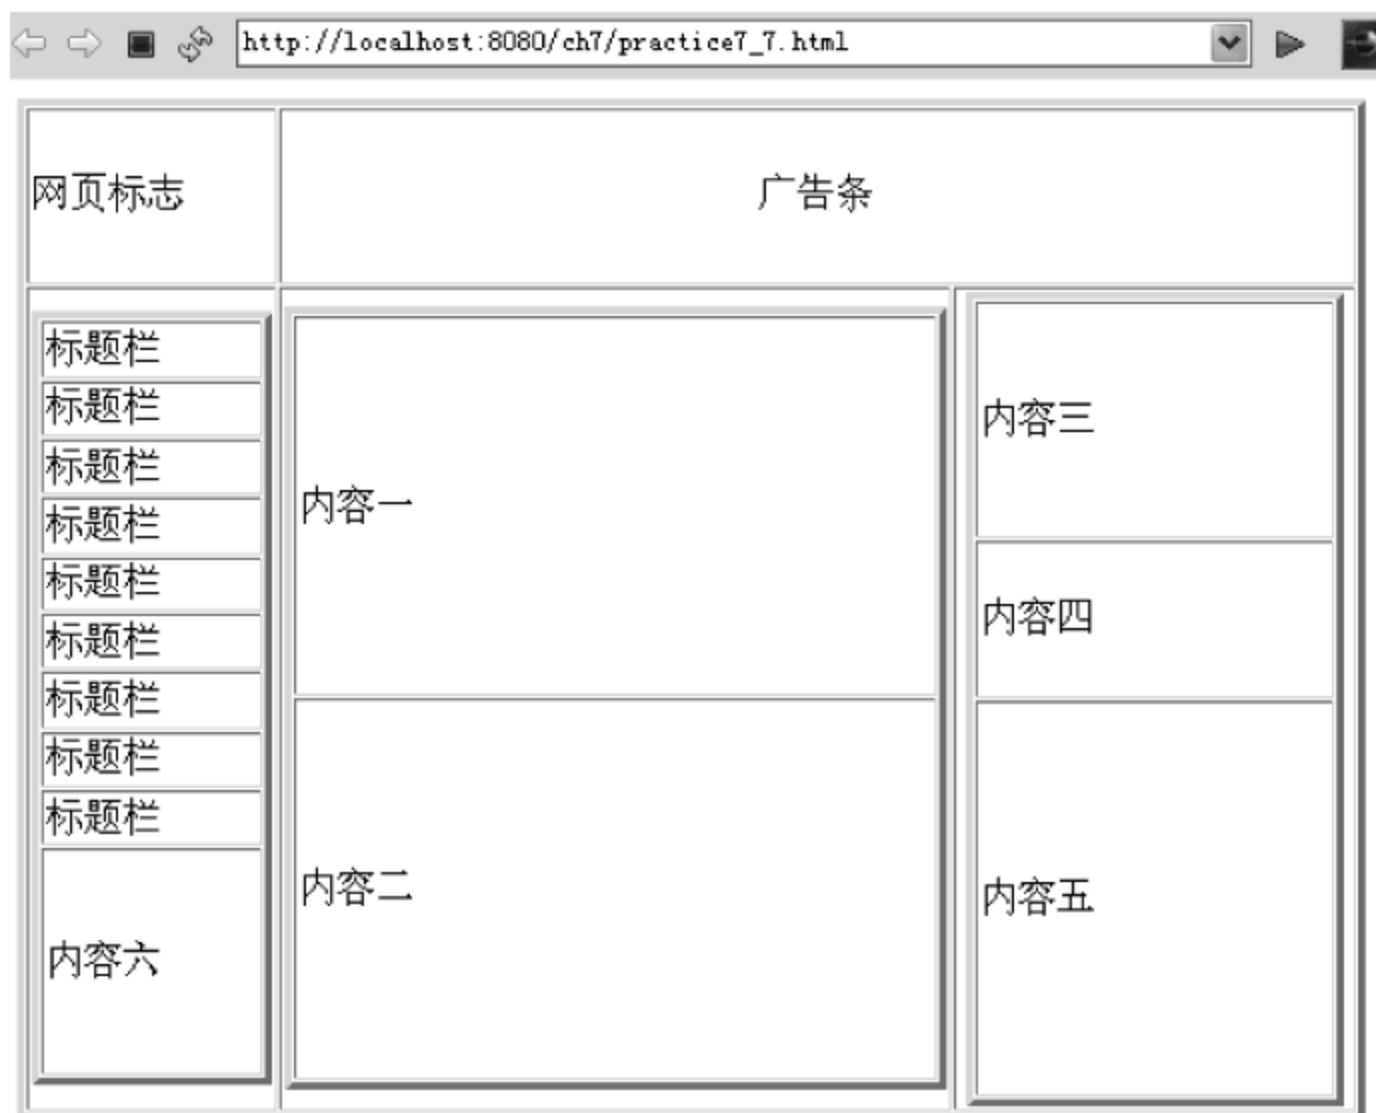 http://localhost:8080/ch7/practice7_7.html
网页标志
广告条
标题栏
标题栏
标题栏
标题栏
标题栏
标题栏
标题栏
标题栏
标题栏
内容六
内容一
内容二
内容三
内容四
内容五